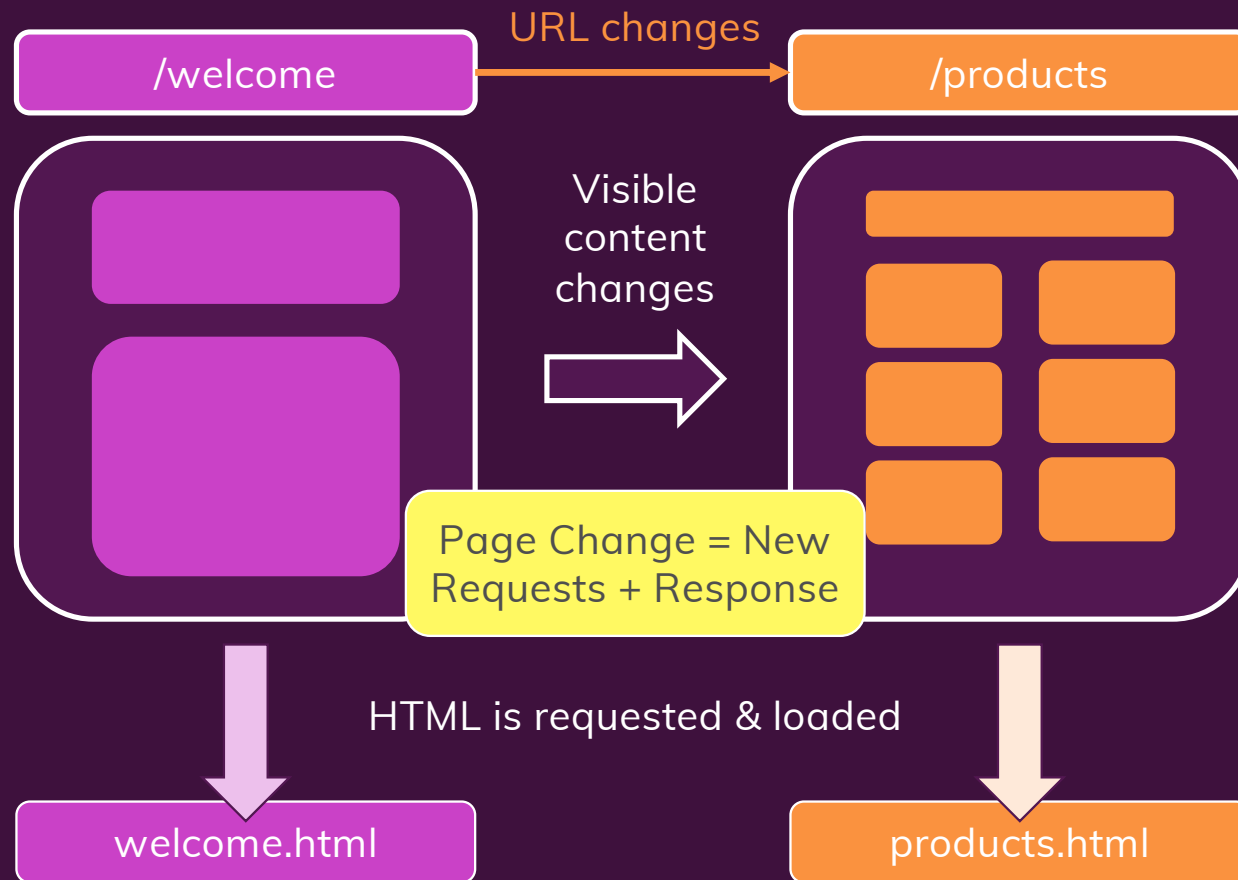 URL changes
/welcome
/products
Visible
content
changes
Page Change = New
Requests + Response
HTML is requested & loaded
welcome.html
products.html